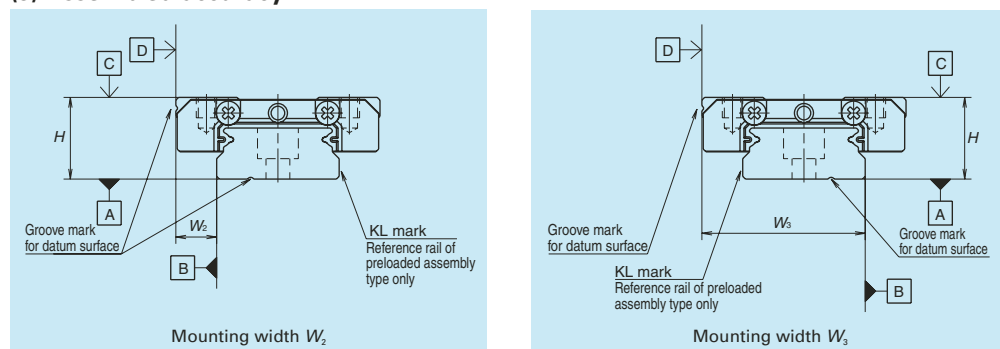 D
C
H
A
Groove mark
for datum surface
W₂
B
KL mark
Reference rail of
preloaded assembly
type only
Mounting width W₂
D
C
H
A
Groove mark
for datum surface
W₃
Groove mark
for datum surface
KL mark
Reference rail of preloaded
assembly type only
B
Mounting width W₃